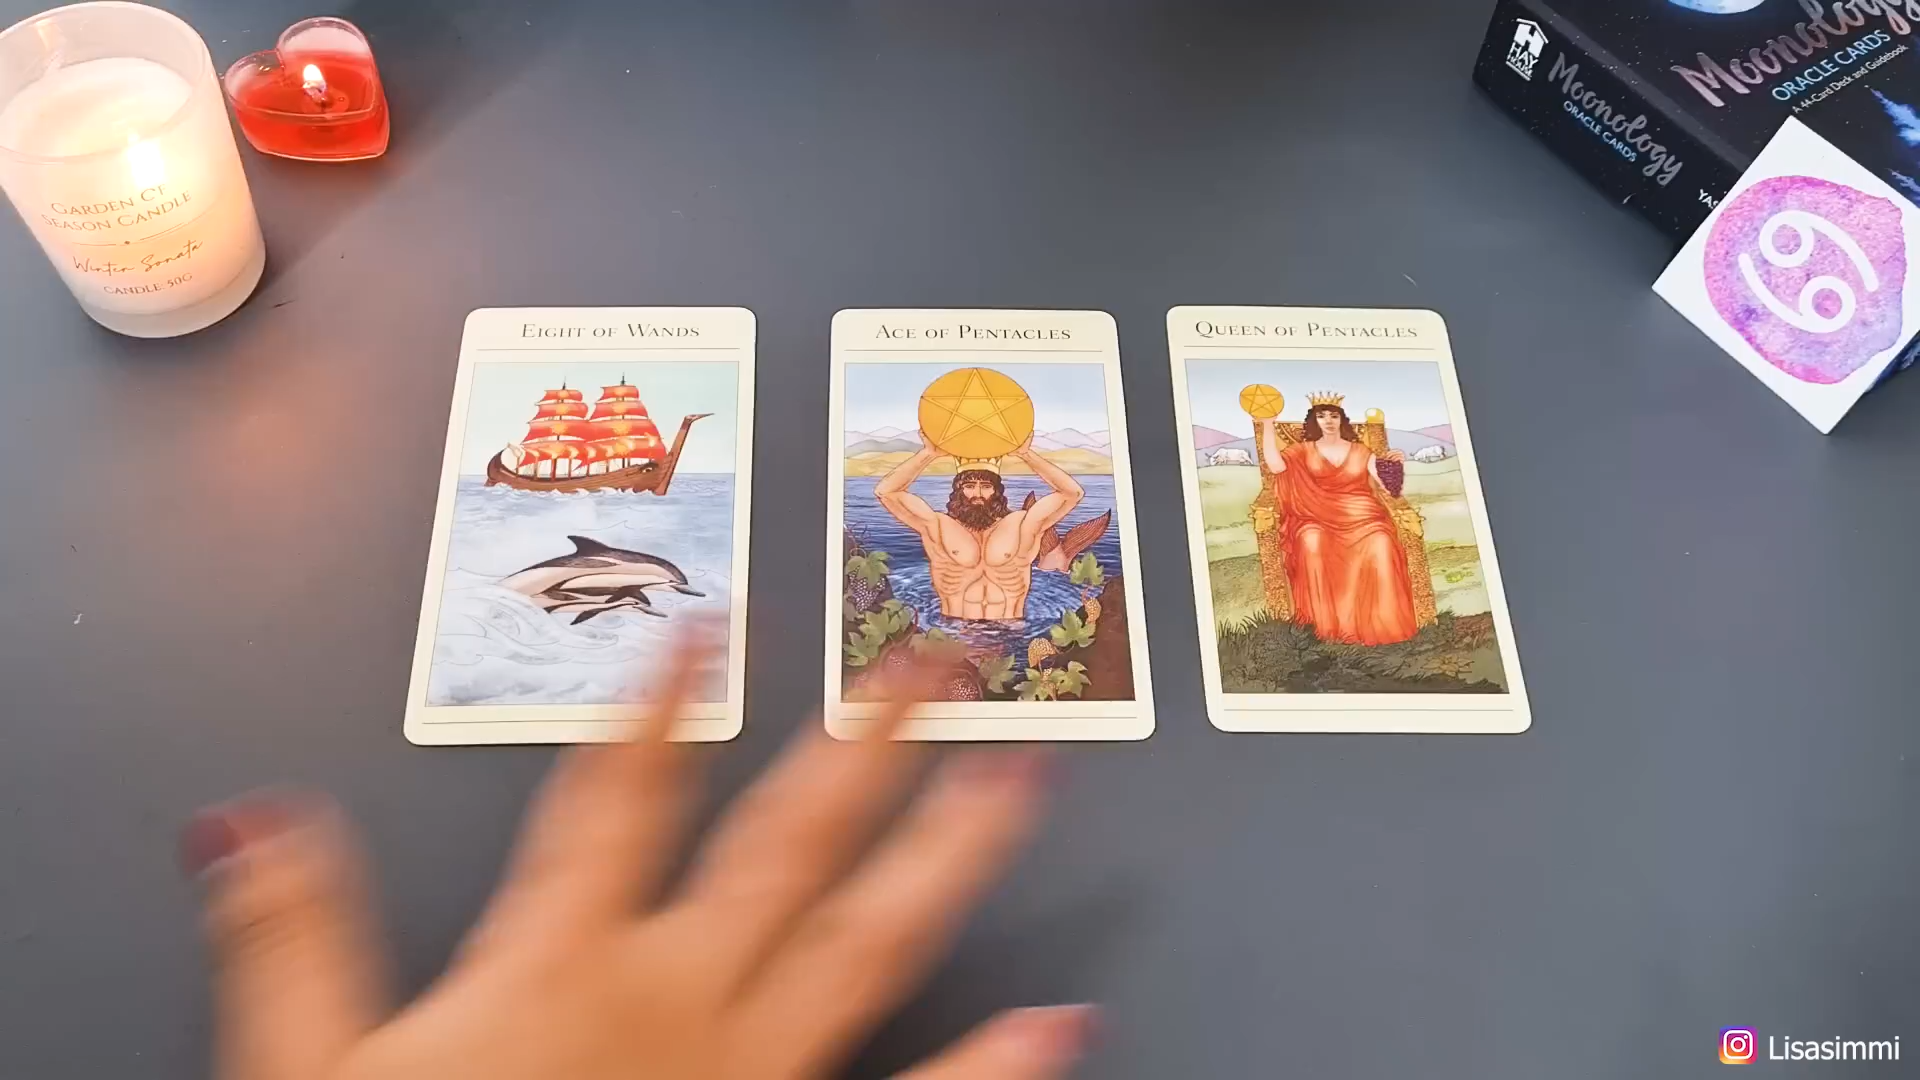 GARDEN CT
SEASON CANDLE
Winter Sonata
CANDLE 50G
HAY
HOUSE
Moonology
ORACLE CARDS
Moonology
ORACLE CARDS
A 44-Card Deck and Guidebook
EIGHT OF WANDS
ACE OF PENTACLES
QUEEN OF PENTACLES
Lisasimmi